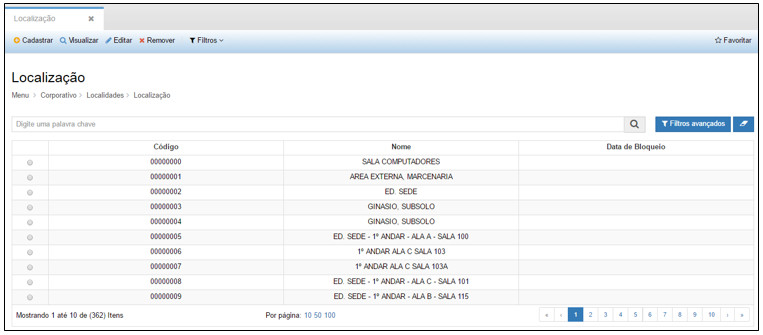 Localização ×
Cadastrar Visualizar Editar × Remover Filtros Favoritar
Localização
Menu > Corporativo > Localidades > Localização
Digite uma palavra chave Filtros avançados
Código Nome Data de Bloqueio
00000000 SALA COMPUTADORES
00000001 AREA EXTERNA, MARCENARIA
00000002 ED. SEDE
00000003 GINASIO, SUBSOLO
00000004 GINASIO, SUBSOLO
00000005 ED. SEDE - 1º ANDAR - ALA A - SALA 100
00000006 1º ANDAR ALA C SALA 103
00000007 1º ANDAR ALA C SALA 103A
00000008 ED. SEDE - 1º ANDAR - ALA C - SALA 101
00000009 ED. SEDE - 1º ANDAR - ALA B - SALA 115
Mostrando 1 até 10 de (362) Itens Por página: 10 50 100 « ‹ 1 2 3 4 5 6 7 8 9 10 › »